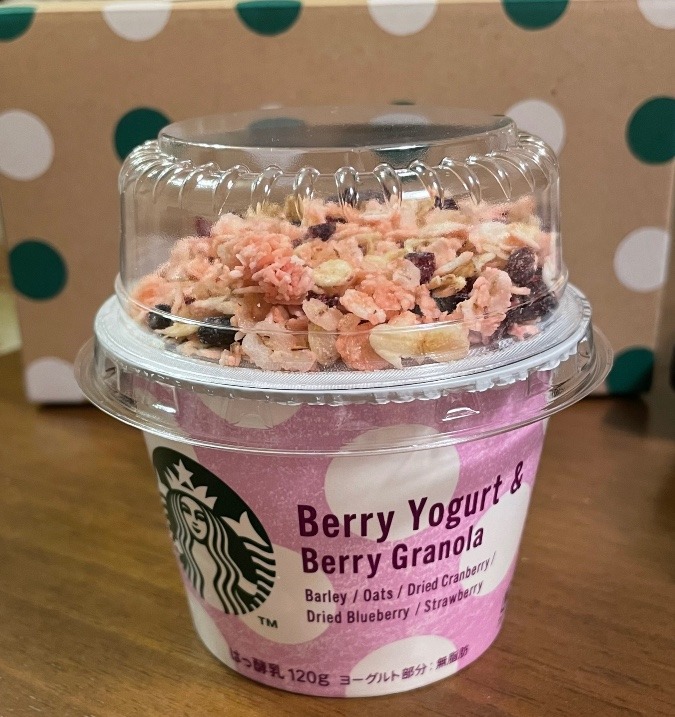 Berry Yogurt &
Berry Granola
Barley / Oats / Dried Cranberry /
Dried Blueberry / Strawberry
TM
はっ酵乳 120g ヨーグルト部分:無脂肪